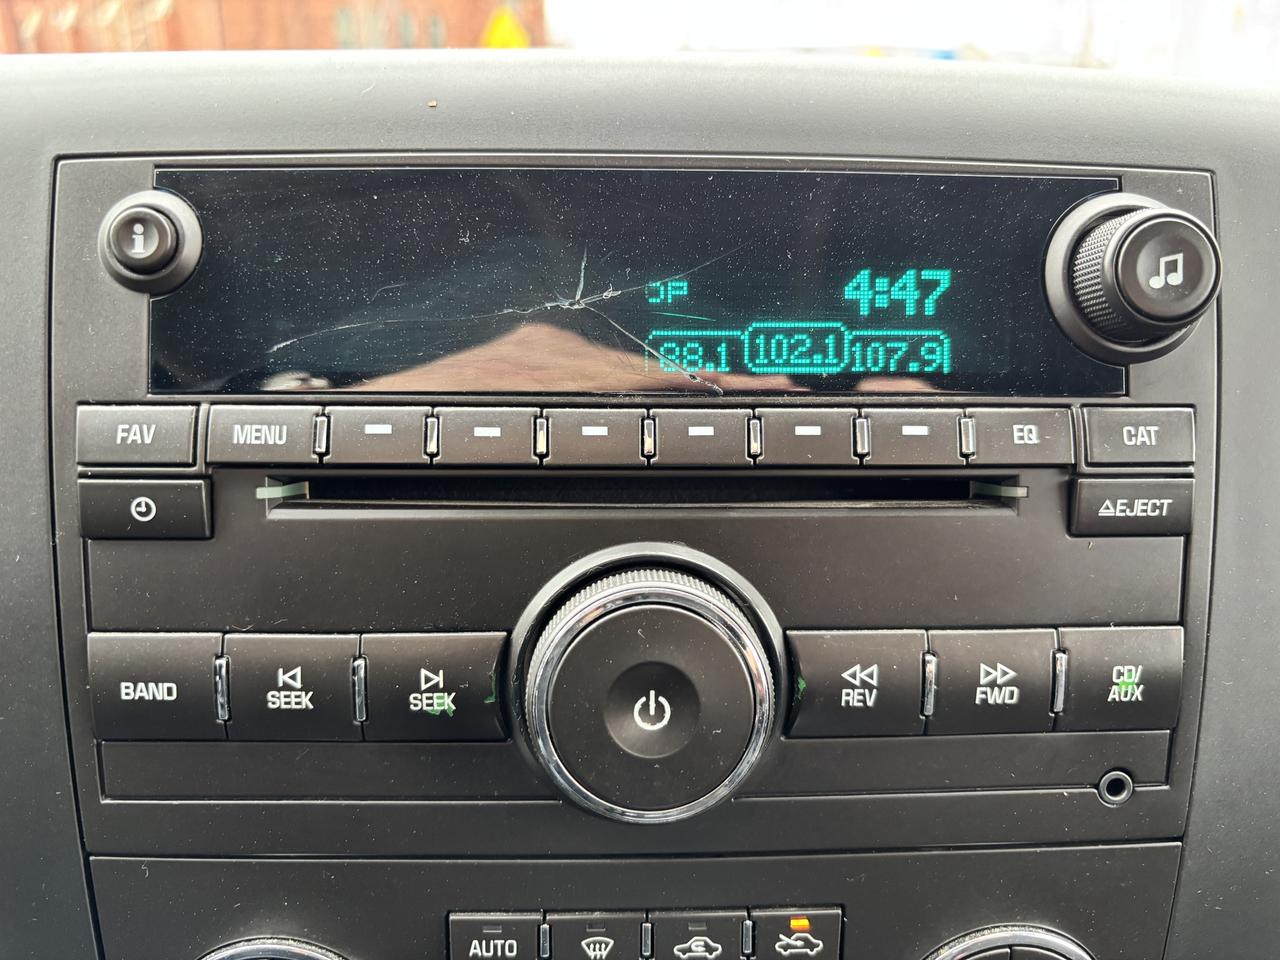 4:47
88.1 102.1 107.9
FAV MENU EQ CAT
EJECT
BAND SEEK SEEK REV FWD CD/
AUX
AUTO